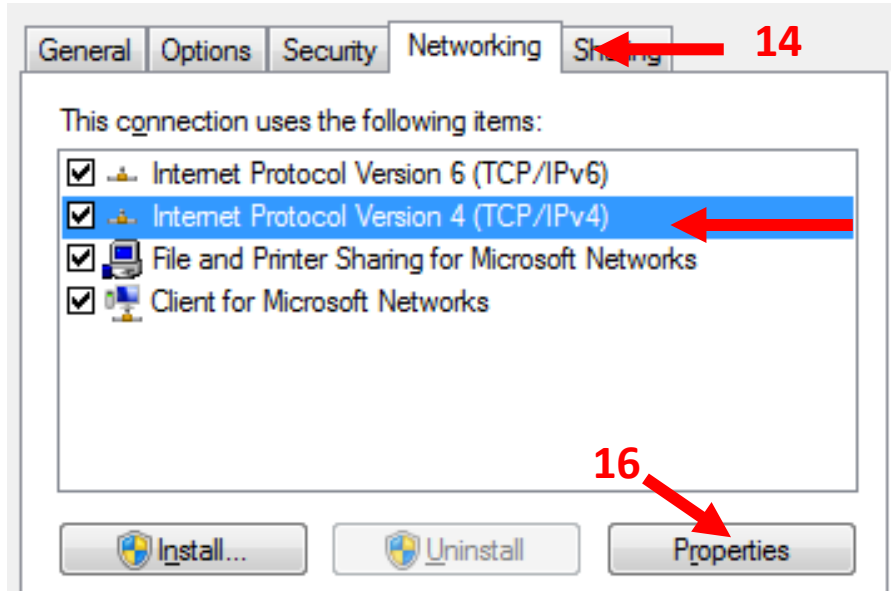 General Options Security Networking Sharing 14
This connection uses the following items:
Internet Protocol Version 6 (TCP/IPv6)
Internet Protocol Version 4 (TCP/IPv4)
File and Printer Sharing for Microsoft Networks
Client for Microsoft Networks
16
Install... Uninstall Properties